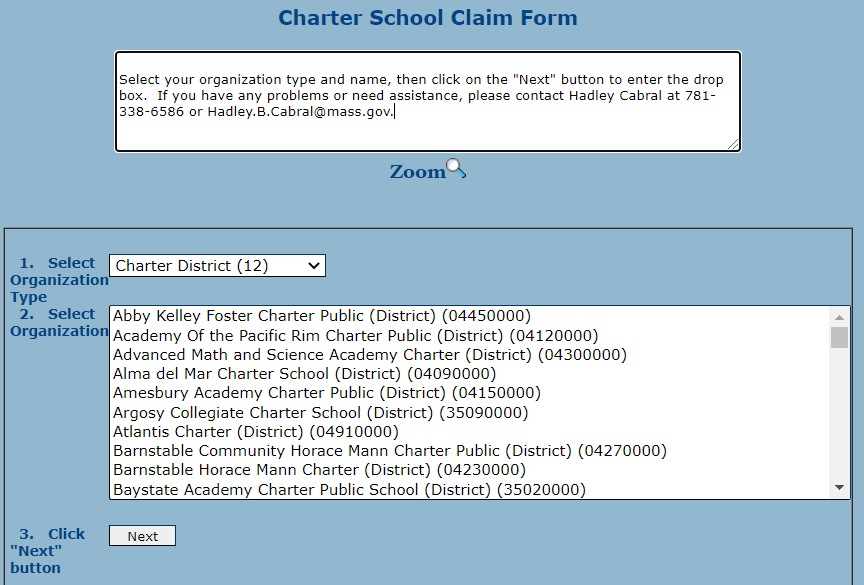 Charter School Claim Form
Select your organization type and name, then click on the "Next" button to enter the drop
box.  If you have any problems or need assistance, please contact Hadley Cabral at 781-
338-6586 or Hadley.B.Cabral@mass.gov.
Zoom
1. Select
Organization
Type
Charter District (12)
2. Select
Organization
Abby Kelley Foster Charter Public (District) (04450000)
Academy Of the Pacific Rim Charter Public (District) (04120000)
Advanced Math and Science Academy Charter (District) (04300000)
Alma del Mar Charter School (District) (04090000)
Amesbury Academy Charter Public (District) (04150000)
Argosy Collegiate Charter School (District) (35090000)
Atlantis Charter (District) (04910000)
Barnstable Community Horace Mann Charter Public (District) (04270000)
Barnstable Horace Mann Charter (District) (04230000)
Baystate Academy Charter Public School (District) (35020000)
3. Click
"Next"
button
Next